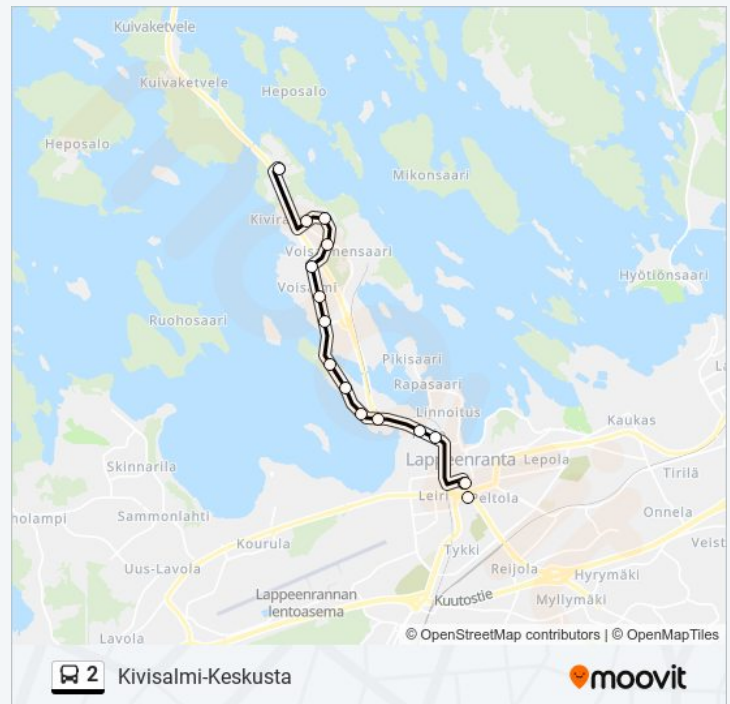 Kuivaketvele
Kuivaketvele
Heposalo
Heposalo
Mikonsaari
Kivira
Voisalmensaari
Hyötiönsaari
Voisalmi
Ruohosaari
Pikisaari
Rapasaari
Linnoitus
Kaukas
Lappeenranta
Lepola
Skinnarila
Tirilä
Leiri
Peltola
holampi
Sammonlahti
Onnela
Kourula
Tykki
Veist
Uus-Lavola
Reijola
Hyrymäki
Lappeenrannan
lentoasema
Kuutostie
Myllymäki
Lavola
© OpenStreetMap contributors | © OpenMapTiles
2 Kivisalmi-Keskusta
moovit